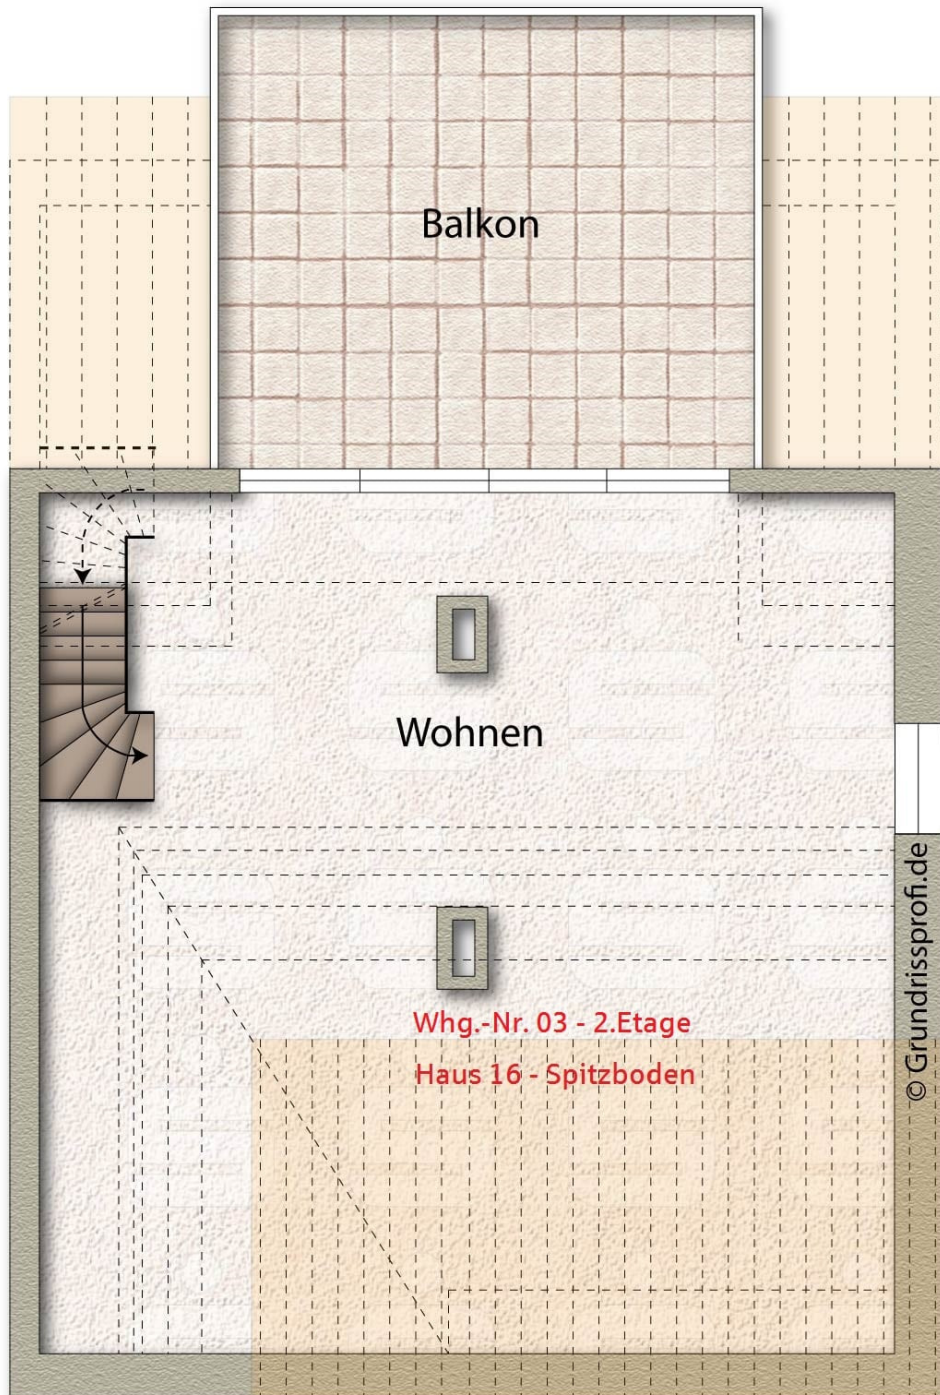 Balkon
Wohnen
Whg.-Nr. 03 - 2.Etage
Haus 16 - Spitzboden
© Grundrissprofi.de